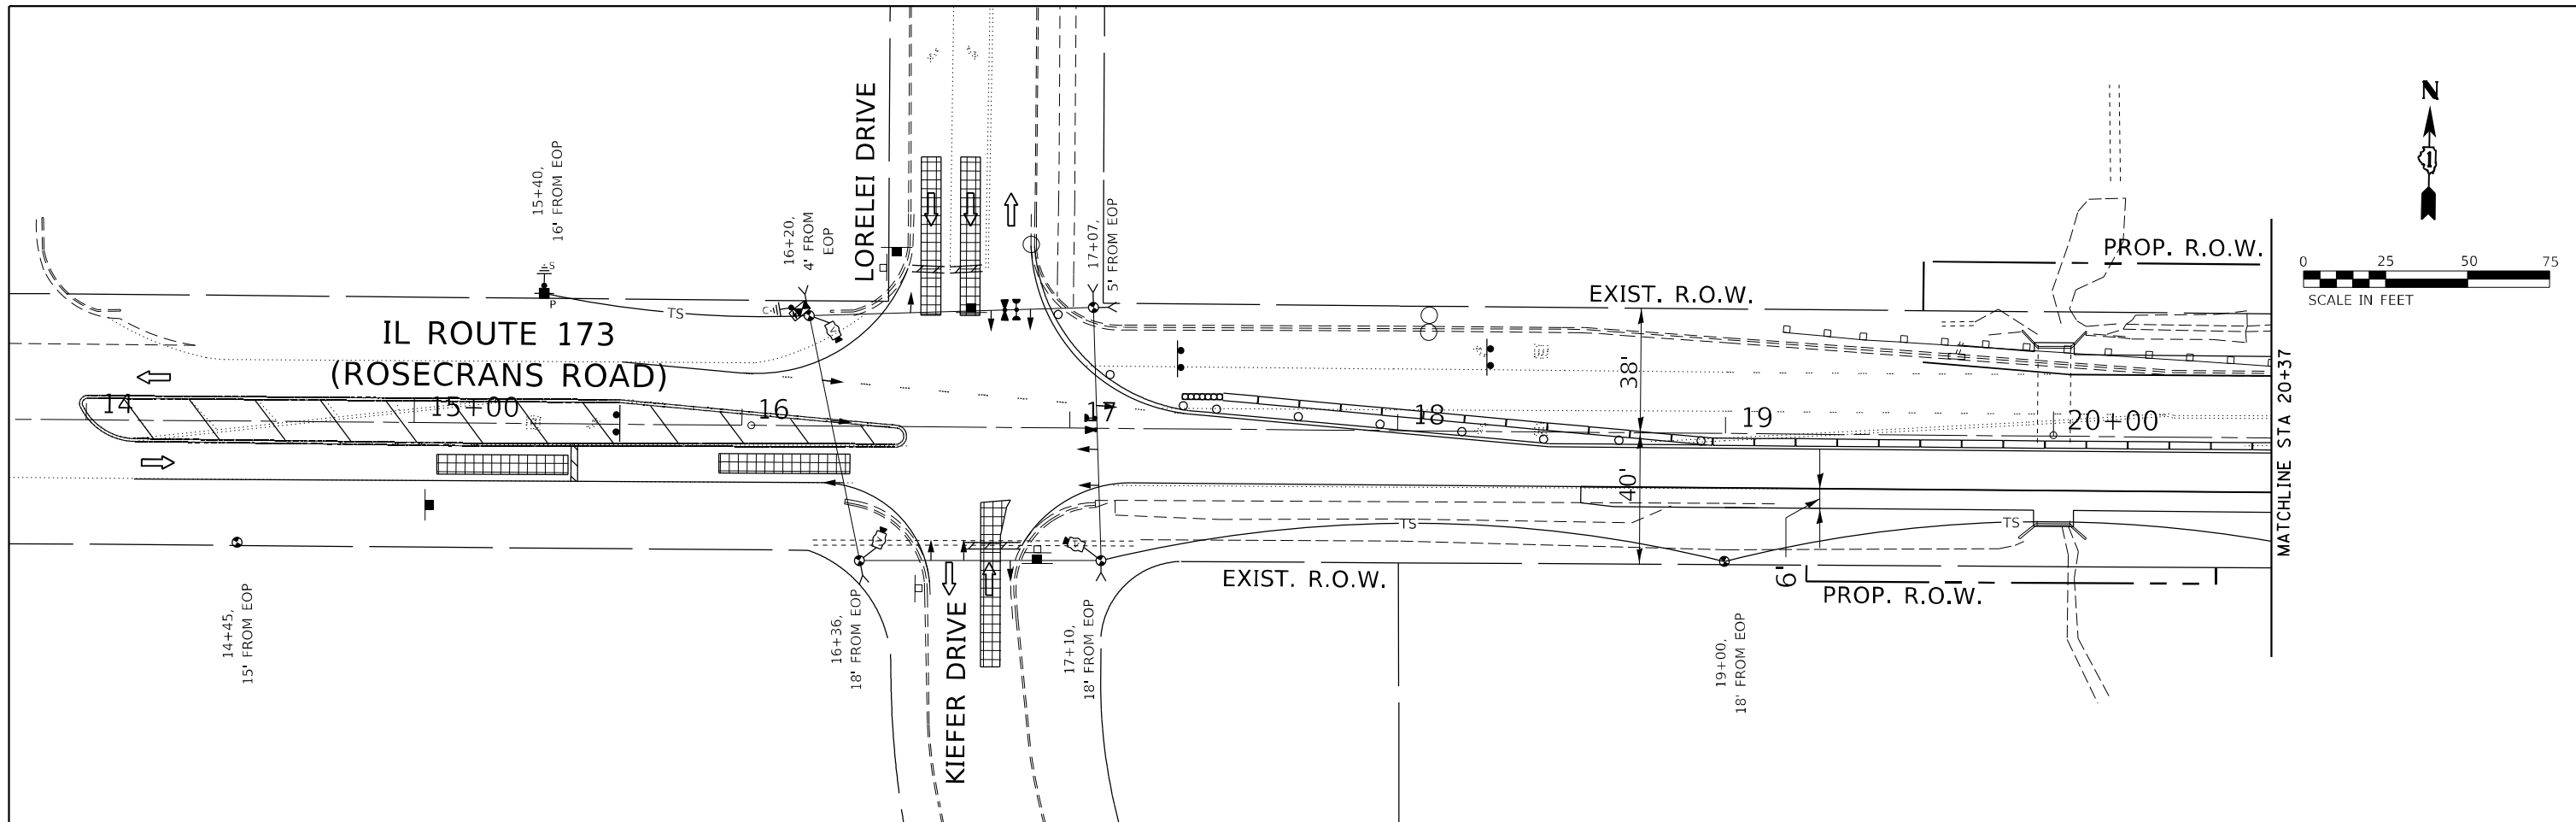 N
1
0 25 50 75
SCALE IN FEET
LORELEI DRIVE
15+40,
16' FROM EOP
16+20,
4' FROM
EOP
17+07,
5' FROM EOP
S
P
TS
C
IL ROUTE 173
(ROSECRANS ROAD)
EXIST. R.O.W.
PROP. R.O.W.
14
15+00
16
17
18
19
20+00
38'
40'
6'
TS
TS
MATCHLINE STA 20+37
EXIST. R.O.W.
PROP. R.O.W.
14+45,
15' FROM EOP
16+36,
18' FROM EOP
KIEFER DRIVE
17+10,
18' FROM EOP
19+00,
18' FROM EOP